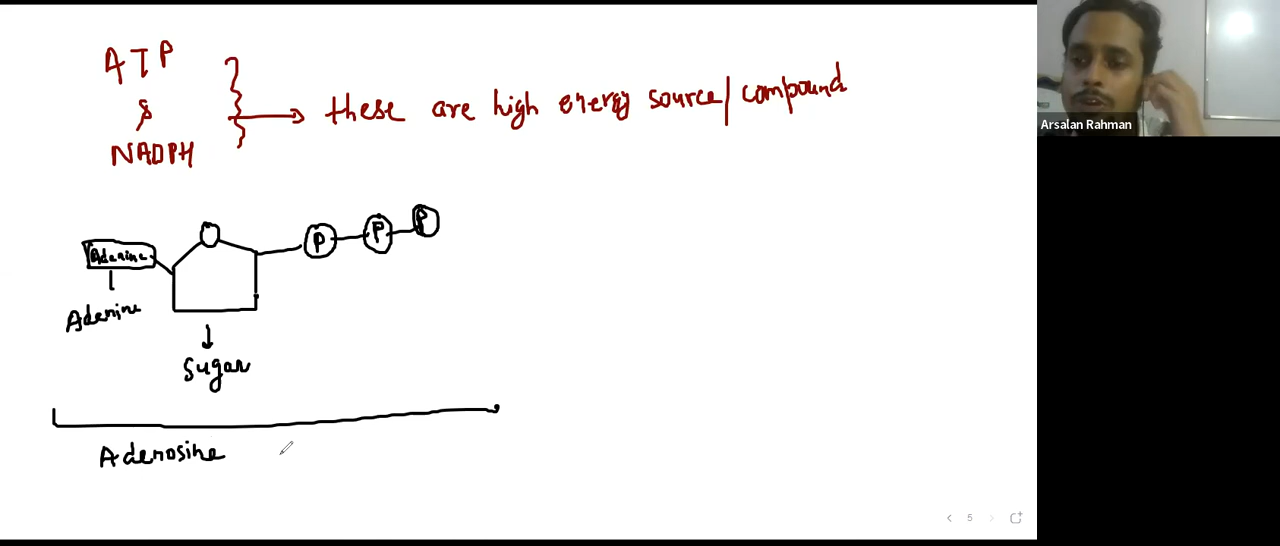 ATP
&
NADPH
these are high energy source/compound
Adenine
P P P
Adenine
Sugar
Adenosine
Arsalan Rahman
5